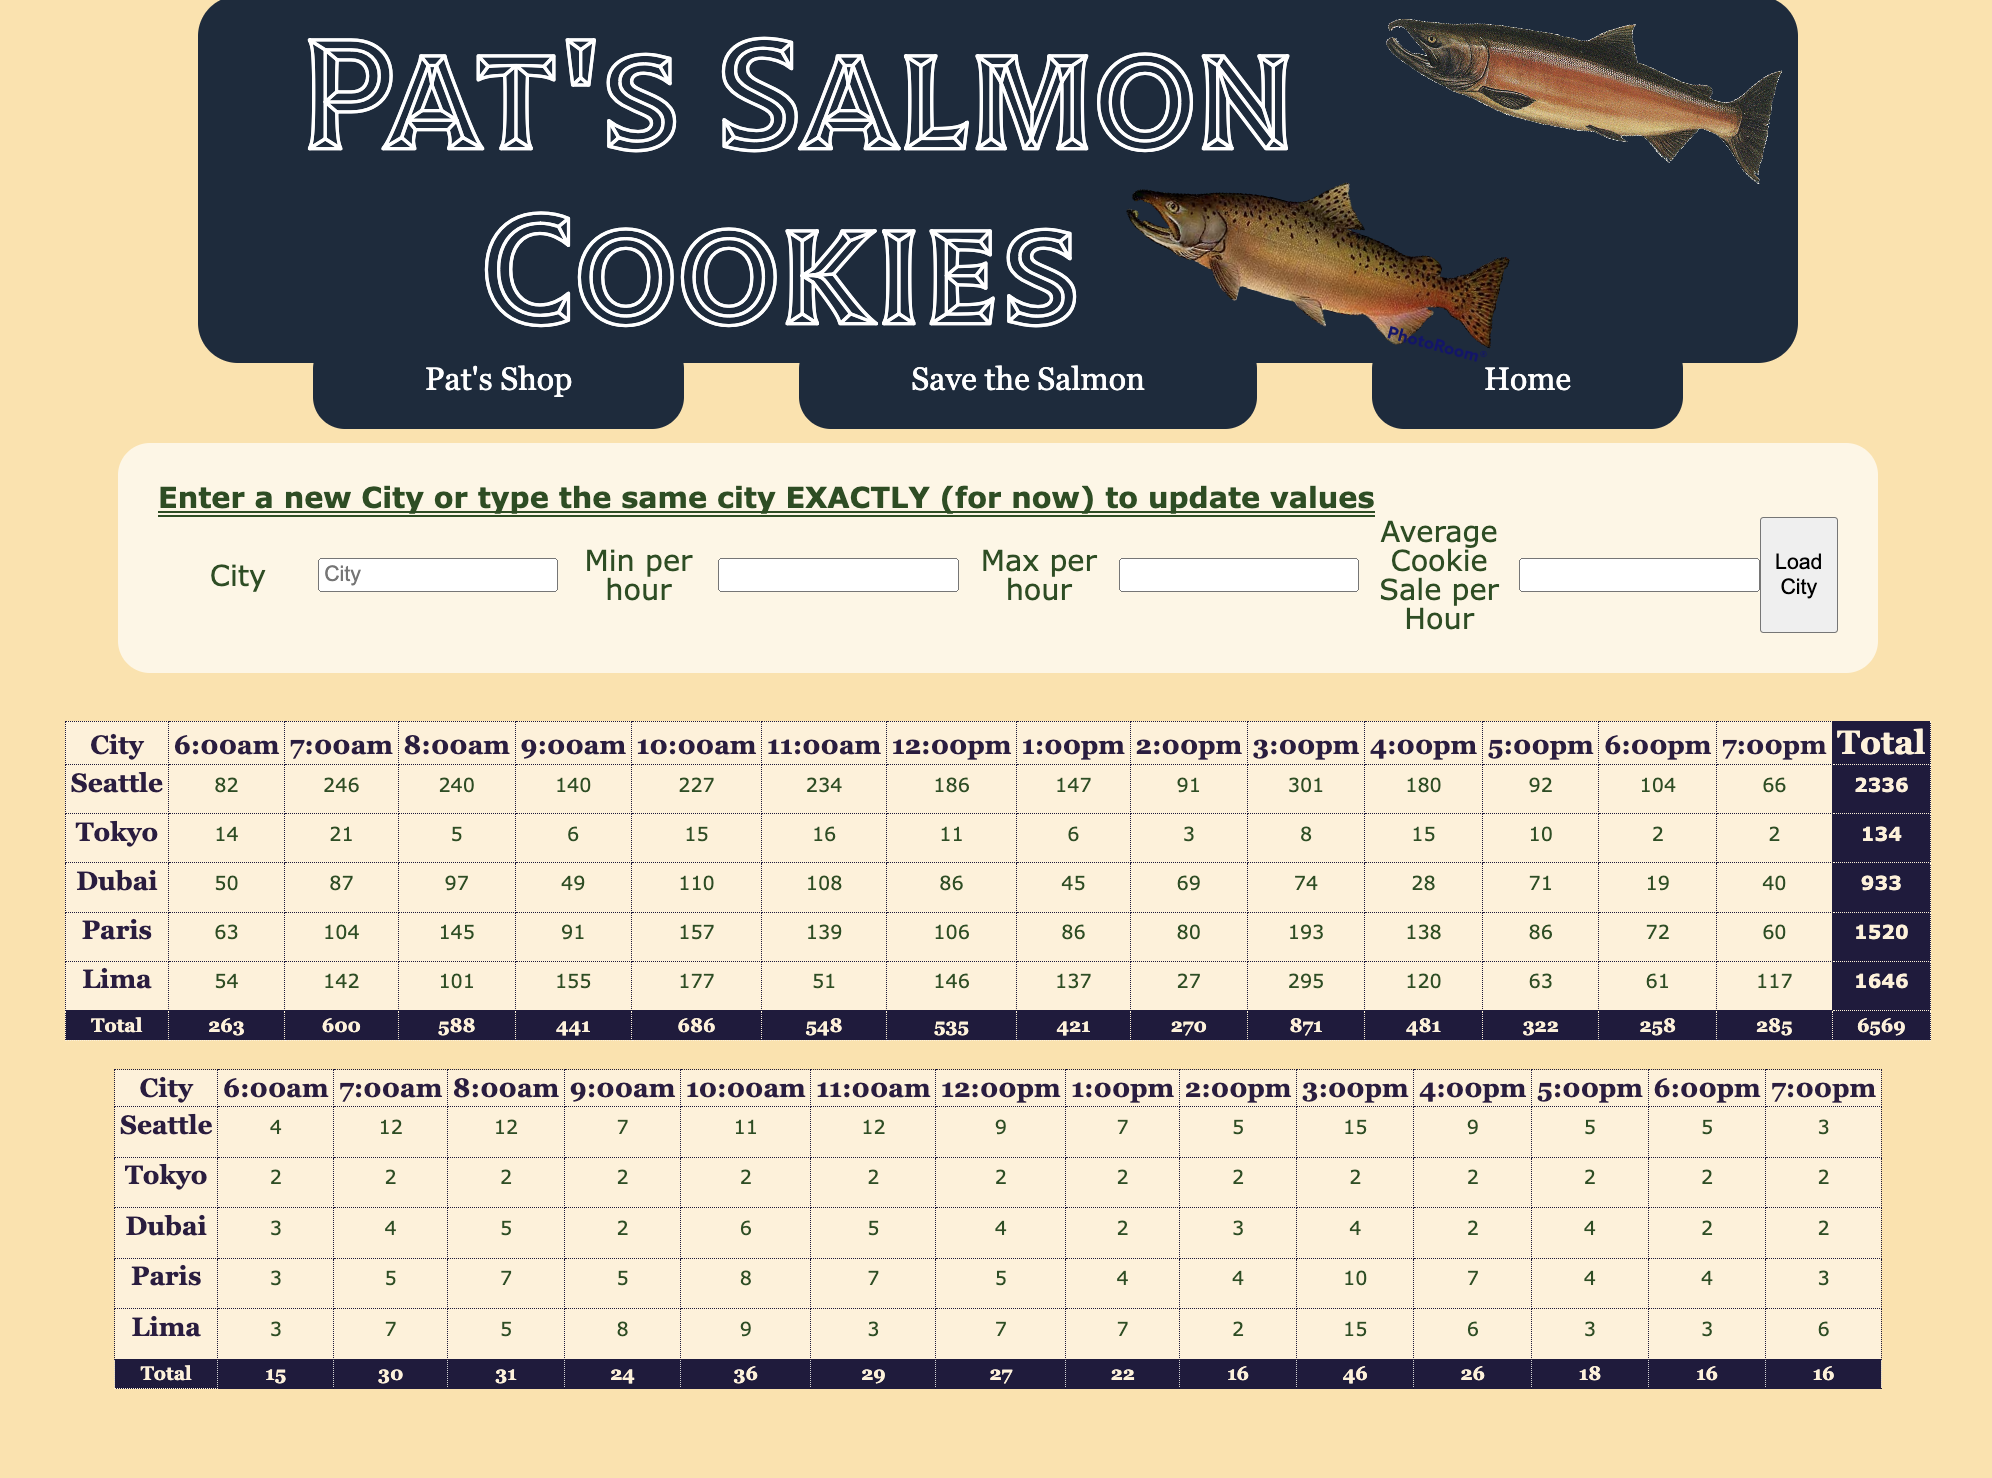 Pat's Salmon
Cookies
PhotoRoom
Pat's Shop
Save the Salmon
Home
Enter a new City or type the same city EXACTLY (for now) to update values
City
City
Min per
hour
Max per
hour
Average
Cookie
Sale per
Hour
Load
City
City 6:00am 7:00am 8:00am 9:00am 10:00am 11:00am 12:00pm 1:00pm 2:00pm 3:00pm 4:00pm 5:00pm 6:00pm 7:00pm Total
Seattle 82 246 240 140 227 234 186 147 91 301 180 92 104 66 2336
Tokyo 14 21 5 6 15 16 11 6 3 8 15 10 2 2 134
Dubai 50 87 97 49 110 108 86 45 69 74 28 71 19 40 933
Paris 63 104 145 91 157 139 106 86 80 193 138 86 72 60 1520
Lima 54 142 101 155 177 51 146 137 27 295 120 63 61 117 1646
Total 263 600 588 441 686 548 535 421 270 871 481 322 258 285 6569
City 6:00am 7:00am 8:00am 9:00am 10:00am 11:00am 12:00pm 1:00pm 2:00pm 3:00pm 4:00pm 5:00pm 6:00pm 7:00pm
Seattle 4 12 12 7 11 12 9 7 5 15 9 5 5 3
Tokyo 2 2 2 2 2 2 2 2 2 2 2 2 2 2
Dubai 3 4 5 2 6 5 4 2 3 4 2 4 2 2
Paris 3 5 7 5 8 7 5 4 4 10 7 4 4 3
Lima 3 7 5 8 9 3 7 7 2 15 6 3 3 6
Total 15 30 31 24 36 29 27 22 16 46 26 18 16 16